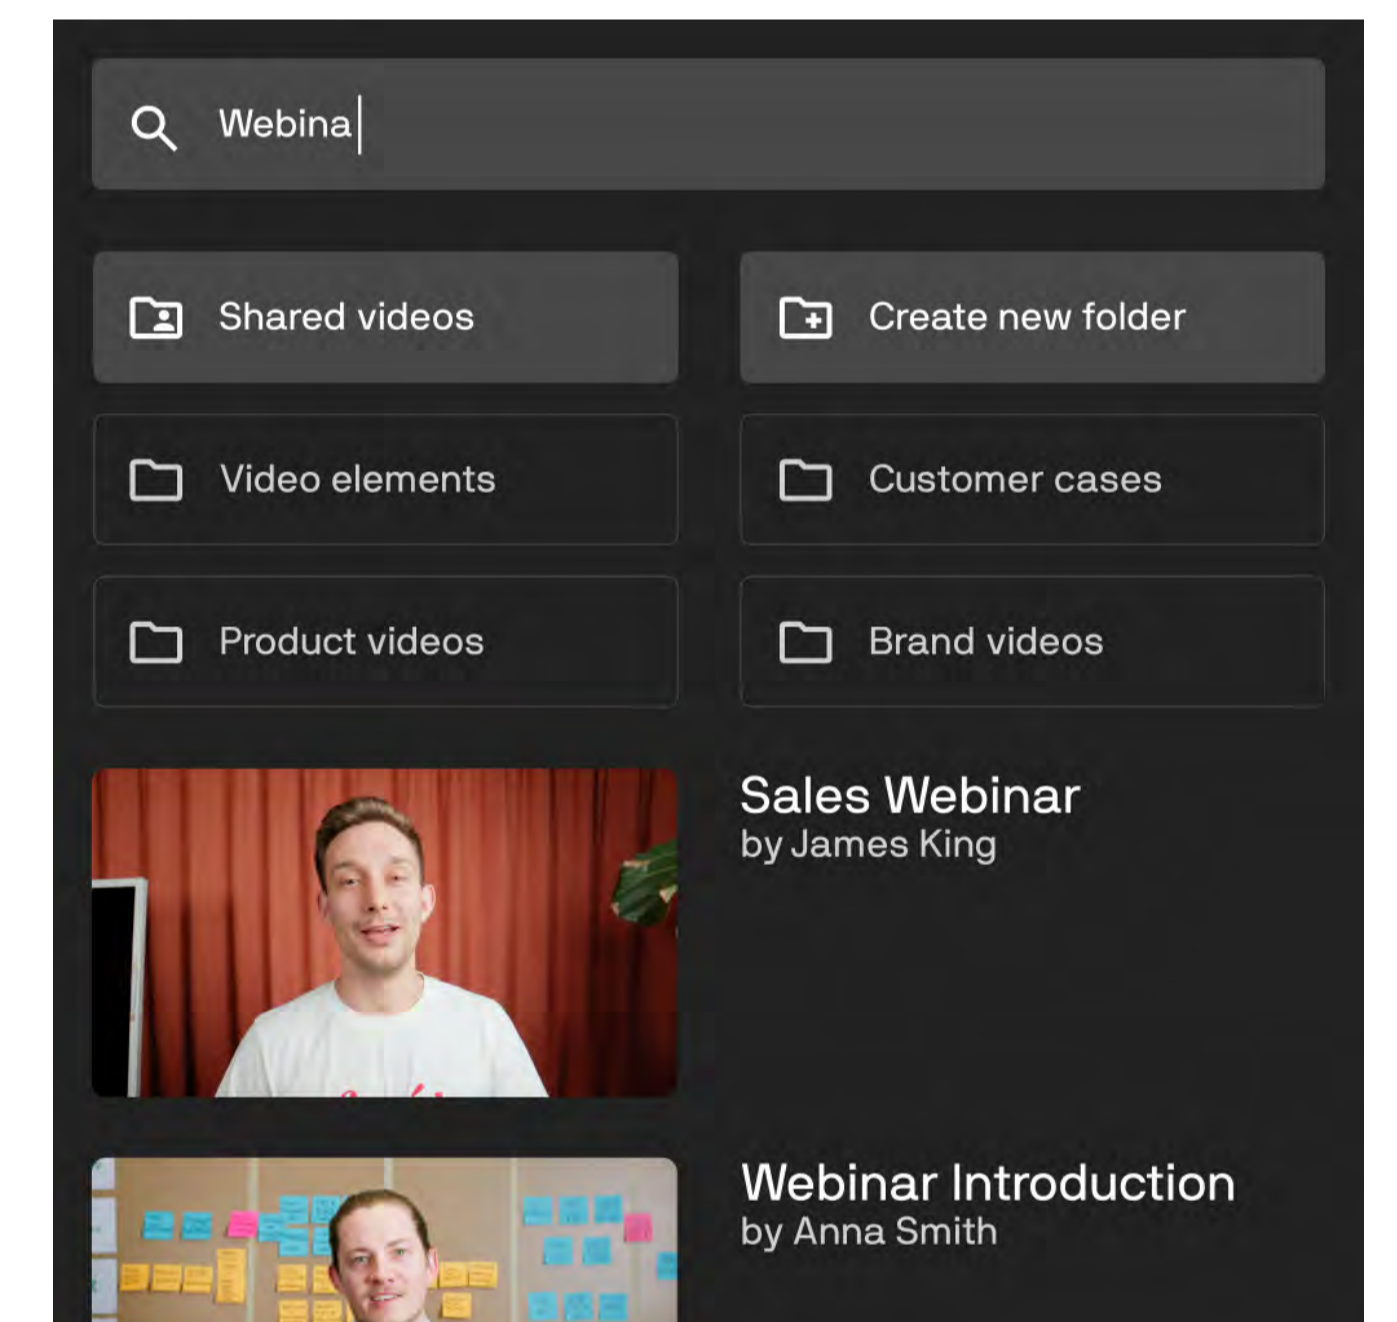 Webina
Shared videos
Create new folder
Video elements
Customer cases
Product videos
Brand videos
Sales Webinar
by James King
Webinar Introduction
by Anna Smith